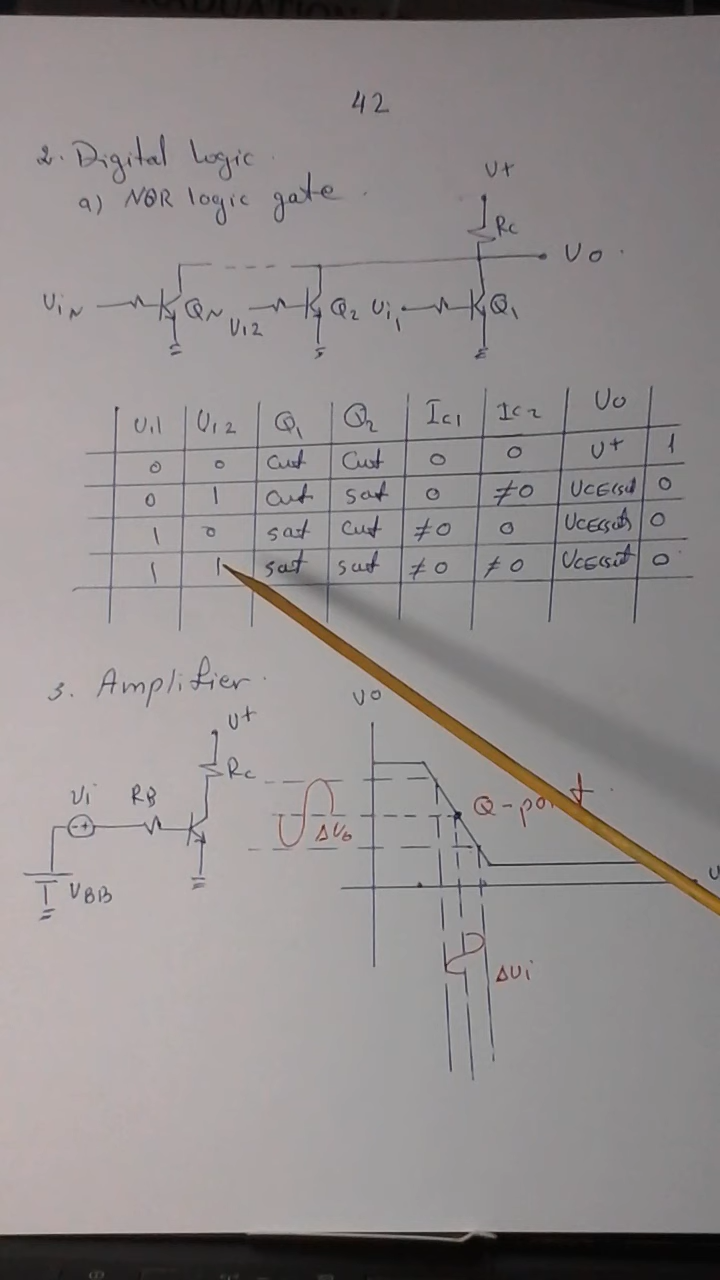 42
2. Digital logic.
a) NOR logic gate.
V+
Rc
Vo.
ViN QN Vi2 Q2 Vi1 Q1
Vi1 Vi2 Q1 Q2 Ic1 Ic2 Vo
0 0 Cut Cut 0 0 V+ 1
0 1 Cut sat 0 ≠0 VCE(sat) 0
1 0 sat Cut ≠0 0 VCE(sat) 0
1 1 sat sat ≠0 ≠0 VCE(sat) 0
3. Amplifier.
Vo
V+
Rc
Vi RB
-+
VBB
ΔVo
Q-point.
ΔVi